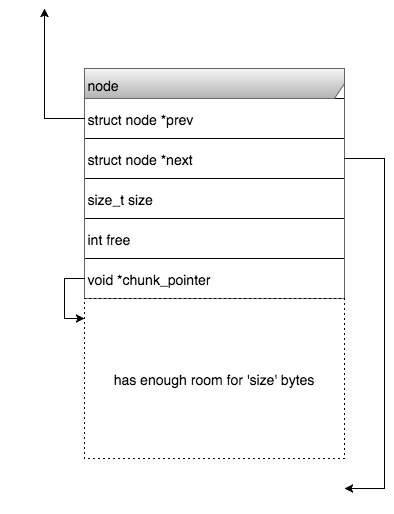 node
struct node *prev
struct node *next
size_t size
int free
void *chunk_pointer
has enough room for 'size' bytes